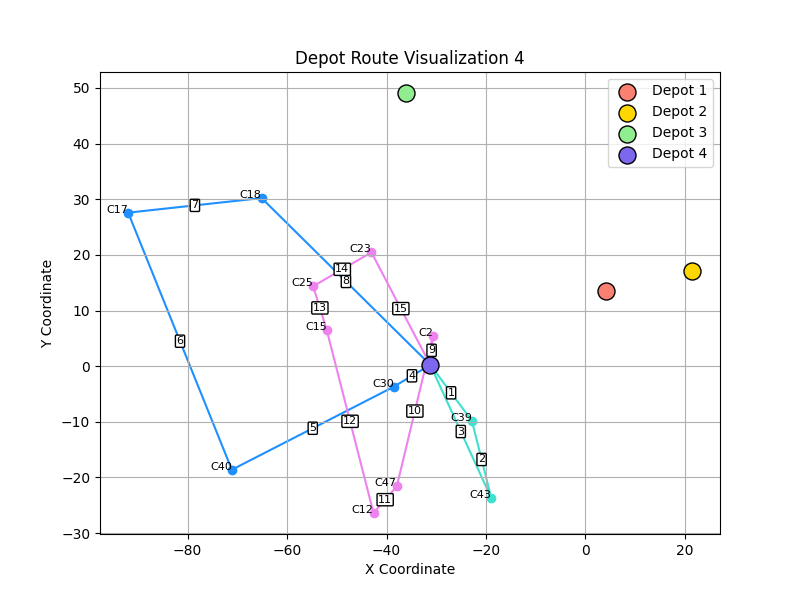 Depot Route Visualization 4
Depot 1
Depot 2
Depot 3
Depot 4
Y Coordinate
50
40
30
20
10
0
−10
−20
−30
C17
7
C18
C23
14
8
C25
13
15
C15
C2
6
9
4
C30
1
C39
5
12
10
3
2
C40
C47
11
C12
C43
−80
−60
−40
−20
0
20
X Coordinate